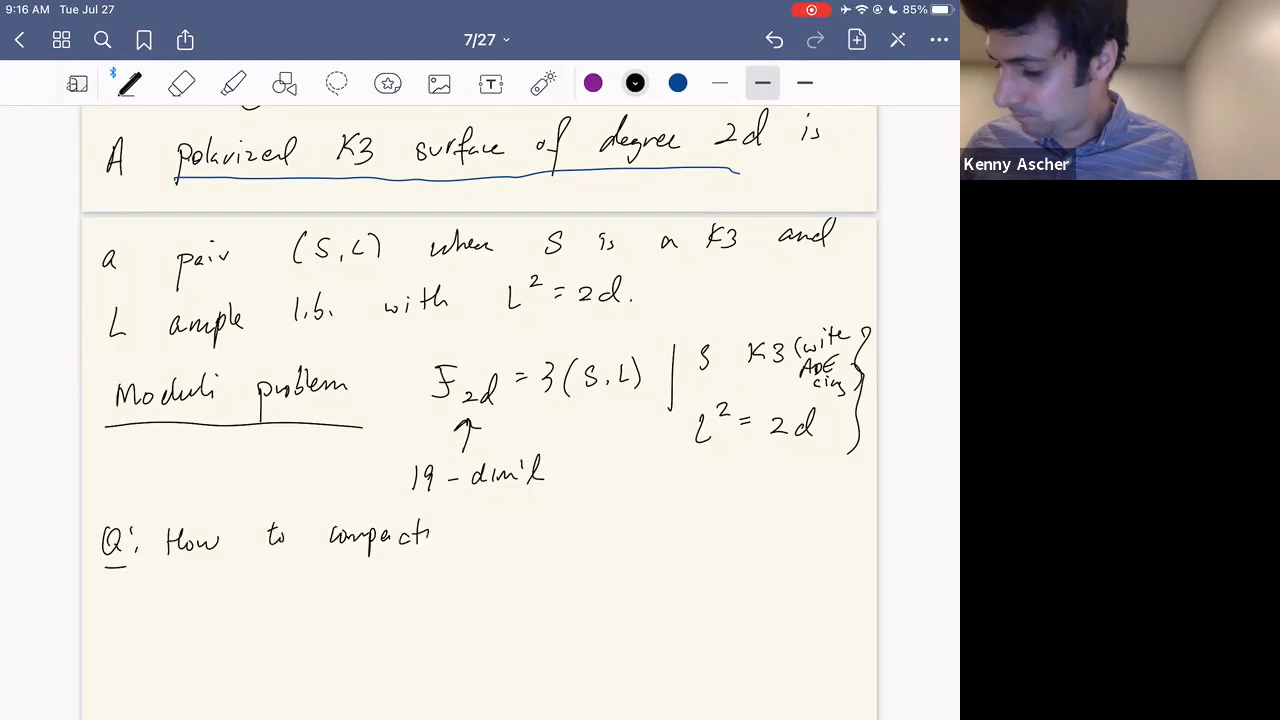 9:16 AM Tue Jul 27
85%
7/27
T
Kenny Ascher
A polarized K3 surface of degree 2d is
a pair (S, L) when S is a K3 and
L ample l.b. with L² = 2d.
Moduli problem F₂d = {(S, L) | S K3 (with ADE sing
L² = 2d }
↑
19-dim'l
Q: How to compacti